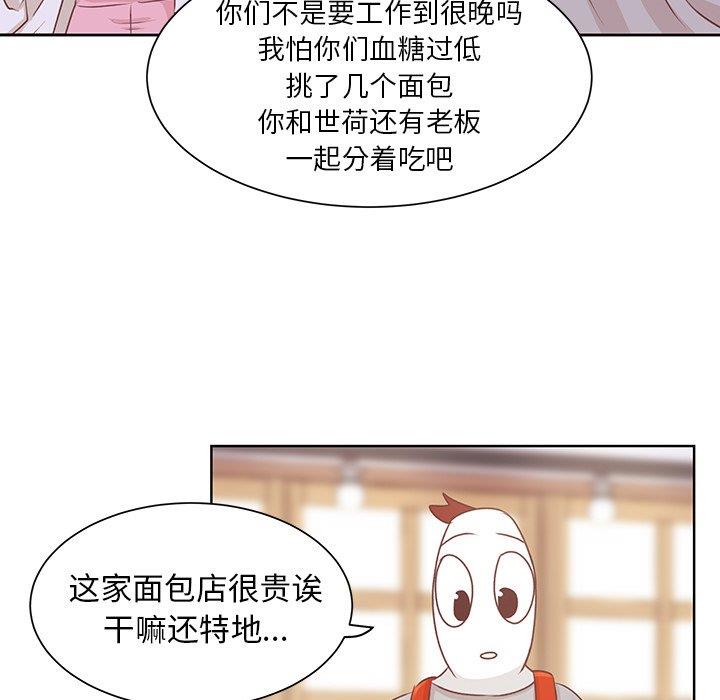 你们不是要工作到很晚吗
我怕你们血糖过低
挑了几个面包
你和世荷还有老板
一起分着吃吧
这家面包店很贵诶
干嘛还特地...